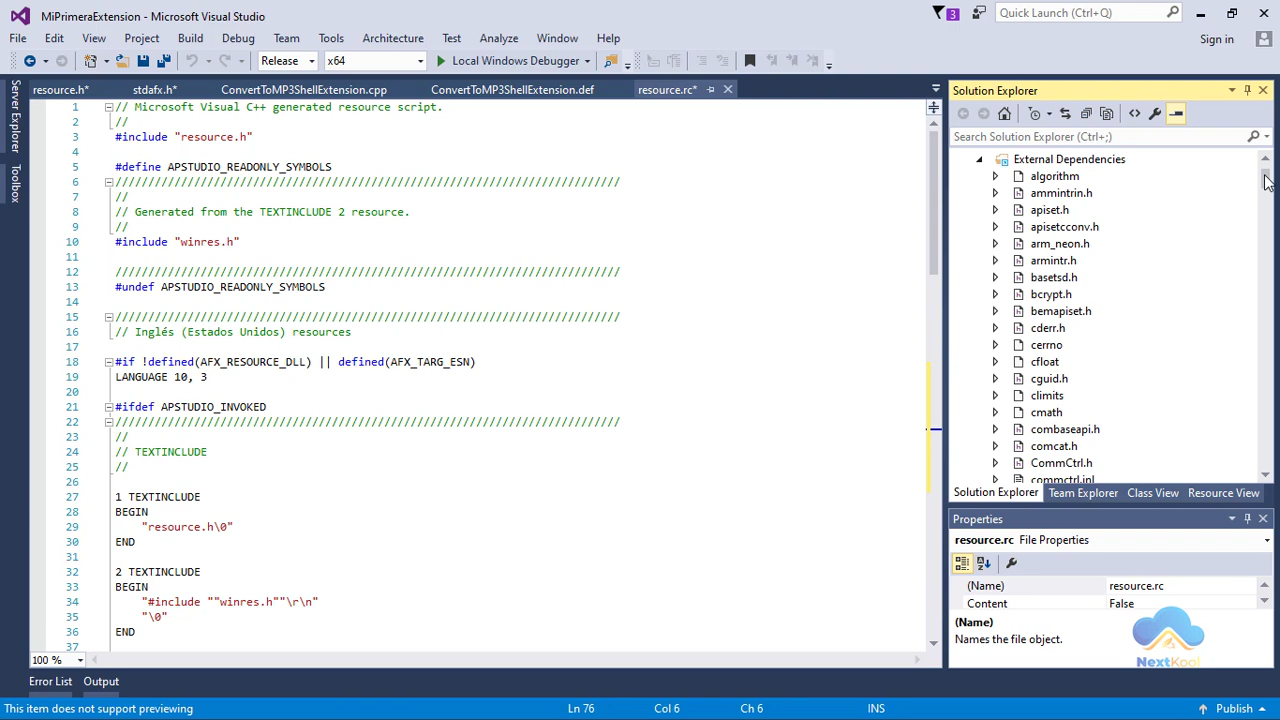 MiPrimeraExtension - Microsoft Visual Studio
3
Quick Launch (Ctrl+Q)
File Edit View Project Build Debug Team Tools Architecture Test Analyze Window Help
Sign in
Release x64 Local Windows Debugger
Server Explorer
Toolbox
resource.h* stdafx.h* ConvertToMP3ShellExtension.cpp ConvertToMP3ShellExtension.def resource.rc*
1 // Microsoft Visual C++ generated resource script.
2 //
3 #include "resource.h"
4
5 #define APSTUDIO_READONLY_SYMBOLS
6 /////////////////////////////////////////////////////////////////////////////
7 //
8 // Generated from the TEXTINCLUDE 2 resource.
9 //
10 #include "winres.h"
11
12 /////////////////////////////////////////////////////////////////////////////
13 #undef APSTUDIO_READONLY_SYMBOLS
14
15 /////////////////////////////////////////////////////////////////////////////
16 // Inglés (Estados Unidos) resources
17
18 #if !defined(AFX_RESOURCE_DLL) || defined(AFX_TARG_ESN)
19 LANGUAGE 10, 3
20
21 #ifdef APSTUDIO_INVOKED
22 /////////////////////////////////////////////////////////////////////////////
23 //
24 // TEXTINCLUDE
25 //
26
27 1 TEXTINCLUDE
28 BEGIN
29 "resource.h\0"
30 END
31
32 2 TEXTINCLUDE
33 BEGIN
34 "#include ""winres.h""\r\n"
35 "\0"
36 END
37
100 %
Solution Explorer
Search Solution Explorer (Ctrl+;)
External Dependencies
algorithm
ammintrin.h
apiset.h
apisetcconv.h
arm_neon.h
armintr.h
basetsd.h
bcrypt.h
bemapiset.h
cderr.h
cerrno
cfloat
cguid.h
climits
cmath
combaseapi.h
comcat.h
CommCtrl.h
commctrl.inl
Solution Explorer Team Explorer Class View Resource View
Properties
resource.rc File Properties
(Name) resource.rc
Content False
(Name)
Names the file object.
NextKool
Error List Output
This item does not support previewing Ln 76 Col 6 Ch 6 INS Publish